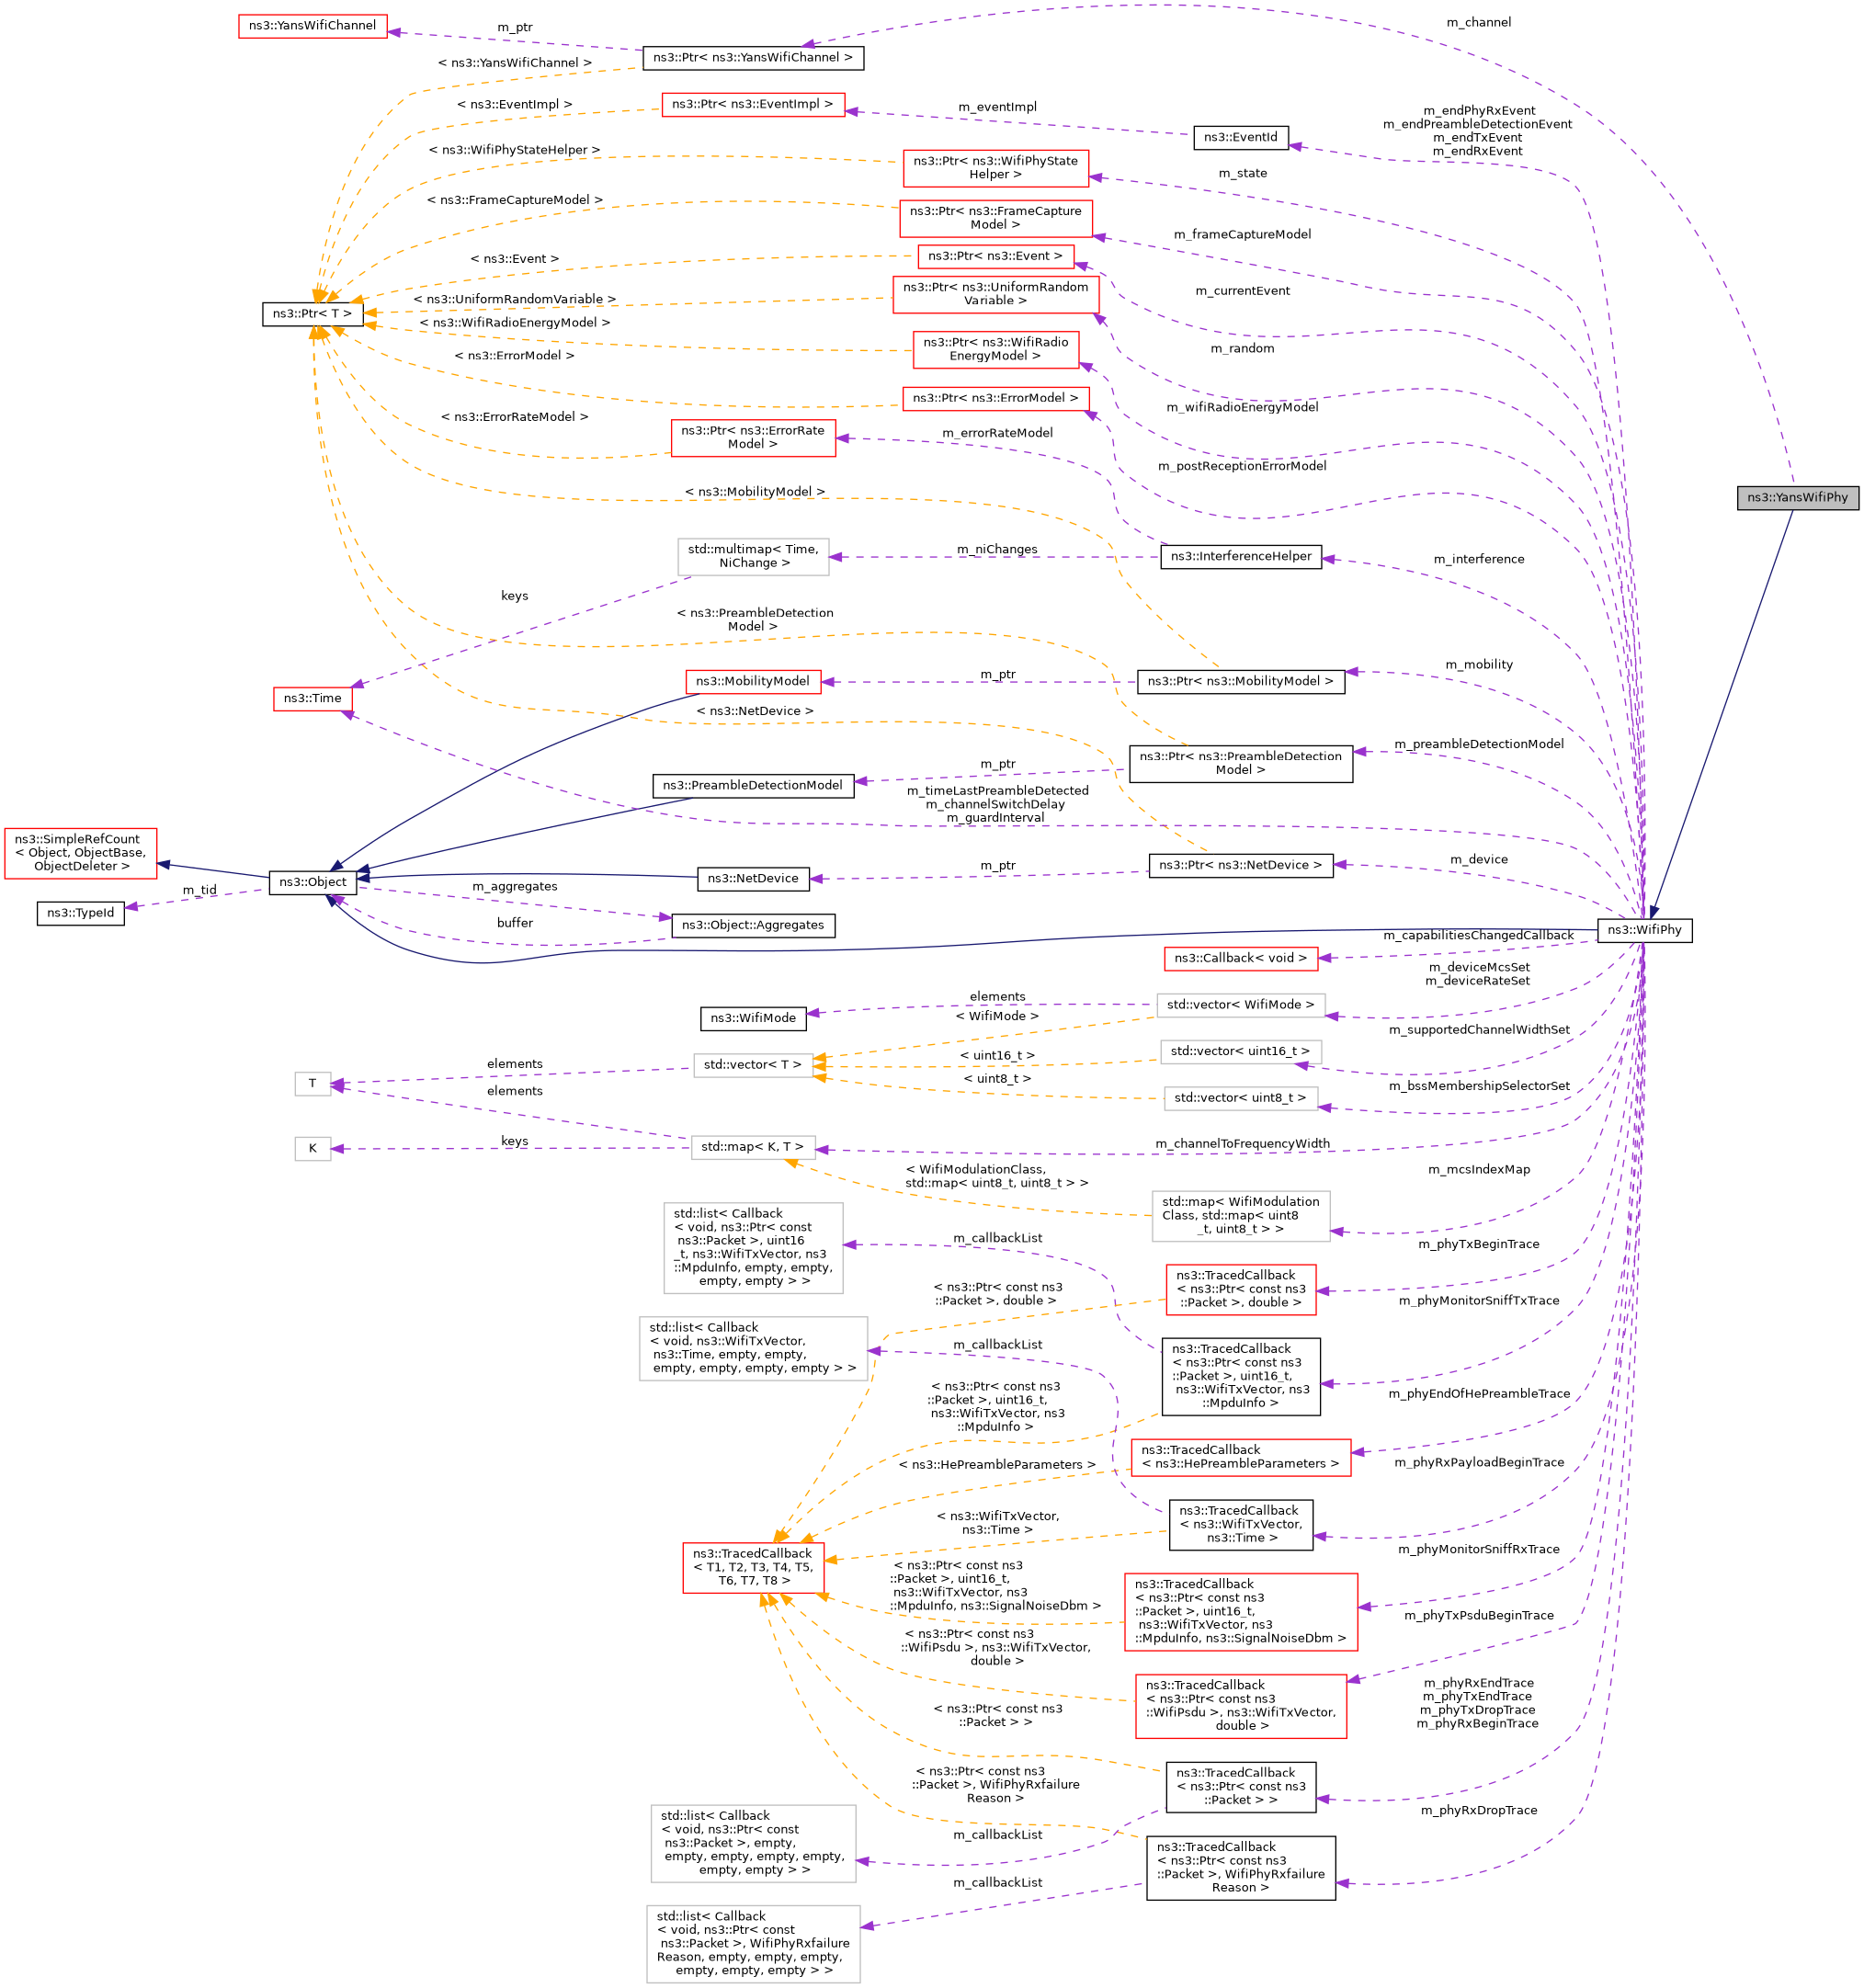 ns3::YansWifiChannel
m_ptr
ns3::Ptr< ns3::YansWifiChannel >
m_channel
< ns3::YansWifiChannel >
< ns3::EventImpl >
ns3::Ptr< ns3::EventImpl >
m_eventImpl
ns3::EventId
m_endPhyRxEvent
m_endPreambleDetectionEvent
m_endTxEvent
m_endRxEvent
< ns3::WifiPhyStateHelper >
ns3::Ptr< ns3::WifiPhyState
Helper >
m_state
< ns3::FrameCaptureModel >
ns3::Ptr< ns3::FrameCapture
Model >
m_frameCaptureModel
< ns3::Event >
ns3::Ptr< ns3::Event >
m_currentEvent
< ns3::UniformRandomVariable >
ns3::Ptr< ns3::UniformRandom
Variable >
m_random
ns3::Ptr< T >
< ns3::WifiRadioEnergyModel >
ns3::Ptr< ns3::WifiRadio
EnergyModel >
m_wifiRadioEnergyModel
< ns3::ErrorModel >
ns3::Ptr< ns3::ErrorModel >
m_postReceptionErrorModel
< ns3::ErrorRateModel >
ns3::Ptr< ns3::ErrorRate
Model >
m_errorRateModel
ns3::YansWifiPhy
< ns3::MobilityModel >
std::multimap< Time,
NiChange >
m_niChanges
ns3::InterferenceHelper
m_interference
keys
< ns3::PreambleDetection
Model >
ns3::Time
ns3::MobilityModel
m_ptr
ns3::Ptr< ns3::MobilityModel >
m_mobility
< ns3::NetDevice >
ns3::PreambleDetectionModel
m_ptr
ns3::Ptr< ns3::PreambleDetection
Model >
m_preambleDetectionModel
m_timeLastPreambleDetected
m_channelSwitchDelay
m_guardInterval
ns3::SimpleRefCount
< Object, ObjectBase,
ObjectDeleter >
ns3::Object
ns3::NetDevice
m_ptr
ns3::Ptr< ns3::NetDevice >
m_device
m_tid
ns3::TypeId
m_aggregates
buffer
ns3::Object::Aggregates
ns3::WifiPhy
m_capabilitiesChangedCallback
ns3::Callback< void >
m_deviceMcsSet
m_deviceRateSet
ns3::WifiMode
elements
std::vector< WifiMode >
< WifiMode >
m_supportedChannelWidthSet
std::vector< T >
< uint16_t >
std::vector< uint16_t >
elements
T
< uint8_t >
std::vector< uint8_t >
m_bssMembershipSelectorSet
elements
K
keys
std::map< K, T >
m_channelToFrequencyWidth
< WifiModulationClass,
std::map< uint8_t, uint8_t > >
std::map< WifiModulation
Class, std::map< uint8
_t, uint8_t > >
m_mcsIndexMap
std::list< Callback
< void, ns3::Ptr< const
ns3::Packet >, uint16
_t, ns3::WifiTxVector, ns3
::MpduInfo, empty, empty,
empty, empty > >
m_callbackList
m_phyTxBeginTrace
< ns3::Ptr< const ns3
::Packet >, double >
ns3::TracedCallback
< ns3::Ptr< const ns3
::Packet >, double >
m_phyMonitorSniffTxTrace
std::list< Callback
< void, ns3::WifiTxVector,
ns3::Time, empty, empty,
empty, empty, empty, empty > >
m_callbackList
ns3::TracedCallback
< ns3::Ptr< const ns3
::Packet >, uint16_t,
ns3::WifiTxVector, ns3
::MpduInfo >
m_phyEndOfHePreambleTrace
< ns3::Ptr< const ns3
::Packet >, uint16_t,
ns3::WifiTxVector, ns3
::MpduInfo >
< ns3::HePreambleParameters >
ns3::TracedCallback
< ns3::HePreambleParameters >
m_phyRxPayloadBeginTrace
< ns3::WifiTxVector,
ns3::Time >
ns3::TracedCallback
< ns3::WifiTxVector,
ns3::Time >
m_phyMonitorSniffRxTrace
ns3::TracedCallback
< T1, T2, T3, T4, T5,
T6, T7, T8 >
< ns3::Ptr< const ns3
::Packet >, uint16_t,
ns3::WifiTxVector, ns3
::MpduInfo, ns3::SignalNoiseDbm >
ns3::TracedCallback
< ns3::Ptr< const ns3
::Packet >, uint16_t,
ns3::WifiTxVector, ns3
::MpduInfo, ns3::SignalNoiseDbm >
m_phyTxPsduBeginTrace
< ns3::Ptr< const ns3
::WifiPsdu >, ns3::WifiTxVector,
double >
ns3::TracedCallback
< ns3::Ptr< const ns3
::WifiPsdu >, ns3::WifiTxVector,
double >
m_phyRxEndTrace
m_phyTxEndTrace
m_phyTxDropTrace
m_phyRxBeginTrace
< ns3::Ptr< const ns3
::Packet > >
ns3::TracedCallback
< ns3::Ptr< const ns3
::Packet > >
< ns3::Ptr< const ns3
::Packet >, WifiPhyRxfailure
Reason >
m_phyRxDropTrace
std::list< Callback
< void, ns3::Ptr< const
ns3::Packet >, empty,
empty, empty, empty, empty,
empty, empty > >
m_callbackList
ns3::TracedCallback
< ns3::Ptr< const ns3
::Packet >, WifiPhyRxfailure
Reason >
m_callbackList
std::list< Callback
< void, ns3::Ptr< const
ns3::Packet >, WifiPhyRxfailure
Reason, empty, empty, empty,
empty, empty, empty > >